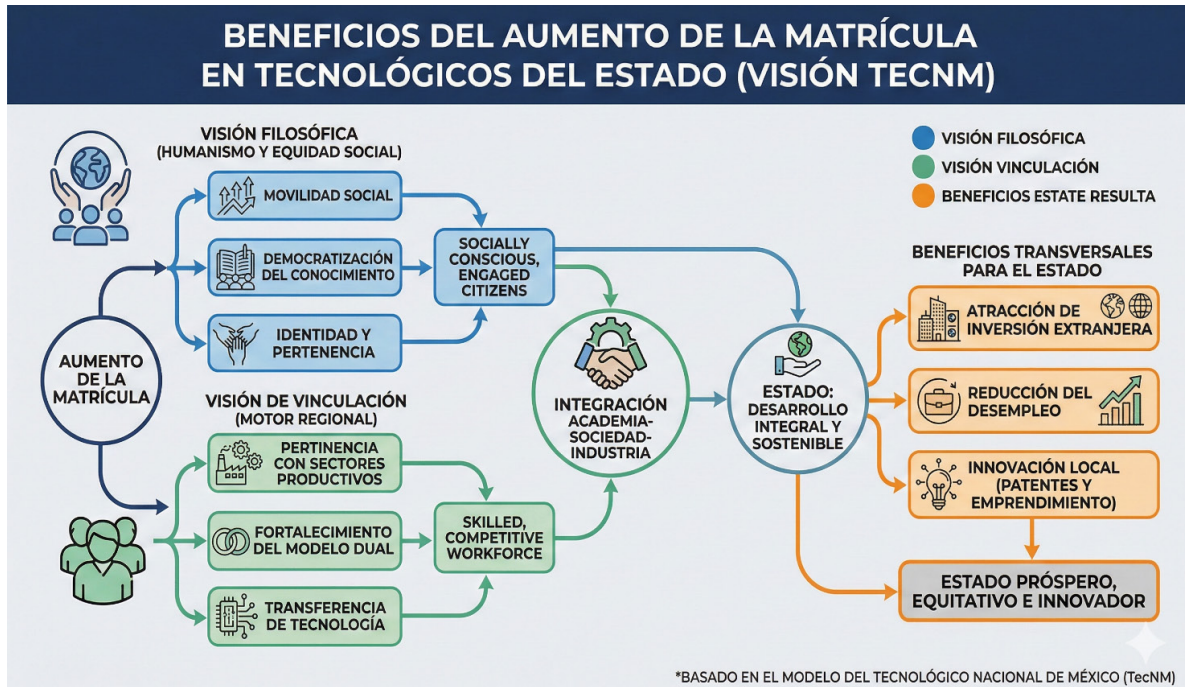 BENEFICIOS DEL AUMENTO DE LA MATRÍCULA
EN TECNOLÓGICOS DEL ESTADO (VISIÓN TECNM)
VISIÓN FILOSÓFICA
(HUMANISMO Y EQUIDAD SOCIAL)
MOVILIDAD SOCIAL
DEMOCRATIZACIÓN
DEL CONOCIMIENTO
IDENTIDAD Y
PERTENENCIA
SOCIALLY
CONSCIOUS,
ENGAGED
CITIZENS
AUMENTO
DE LA
MATRÍCULA
VISIÓN DE VINCULACIÓN
(MOTOR REGIONAL)
PERTINENCIA
CON SECTORES
PRODUCTIVOS
FORTALECIMIENTO
DEL MODELO DUAL
TRANSFERENCIA
DE TECNOLOGÍA
SKILLED,
COMPETITIVE
WORKFORCE
INTEGRACIÓN
ACADEMIA-
SOCIEDAD-
INDUSTRIA
ESTADO:
DESARROLLO
INTEGRAL Y
SOSTENIBLE
VISIÓN FILOSÓFICA
VISIÓN VINCULACIÓN
BENEFICIOS ESTATE RESULTA
BENEFICIOS TRANSVERSALES
PARA EL ESTADO
ATRACCIÓN DE
INVERSIÓN EXTRANJERA
REDUCCIÓN DEL
DESEMPLEO
INNOVACIÓN LOCAL
(PATENTES Y
EMPRENDIMIENTO)
ESTADO PRÓSPERO,
EQUITATIVO E INNOVADOR
*BASADO EN EL MODELO DEL TECNOLÓGICO NACIONAL DE MÉXICO (TecNM)